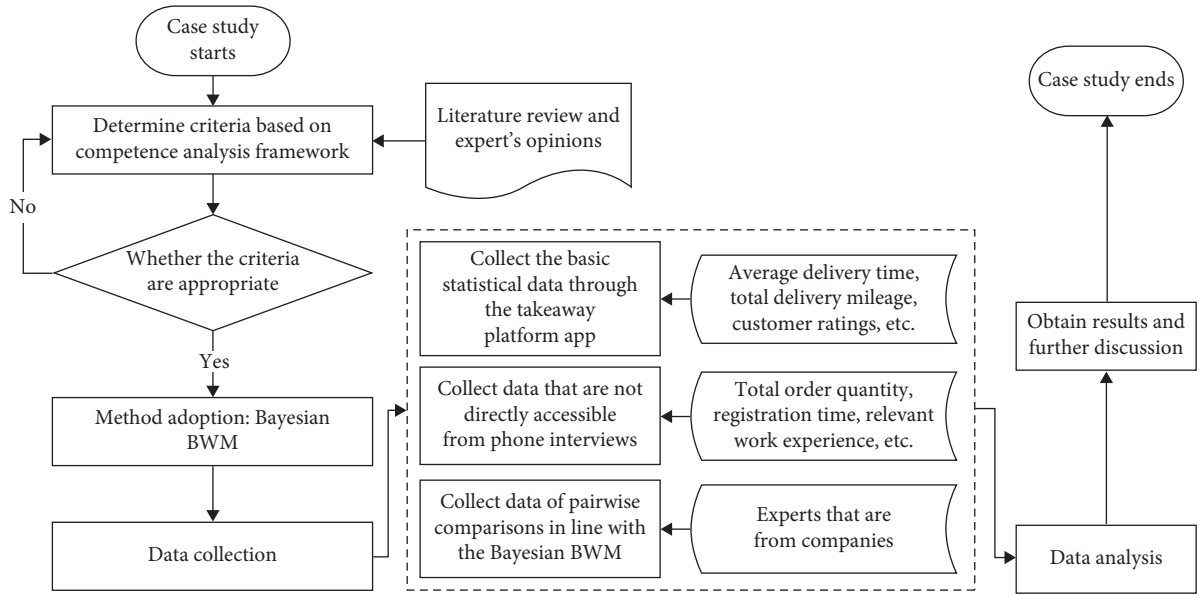 Case study
starts
Determine criteria based on
competence analysis framework
Literature review and
expert's opinions
No
Whether the criteria
are appropriate
Yes
Method adoption: Bayesian
BWM
Data collection
Collect the basic
statistical data through
the takeaway
platform app
Average delivery time,
total delivery mileage,
customer ratings, etc.
Collect data that are not
directly accessible
from phone interviews
Total order quantity,
registration time, relevant
work experience, etc.
Collect data of pairwise
comparisons in line with
the Bayesian BWM
Experts that are
from companies
Data analysis
Obtain results and
further discussion
Case study ends